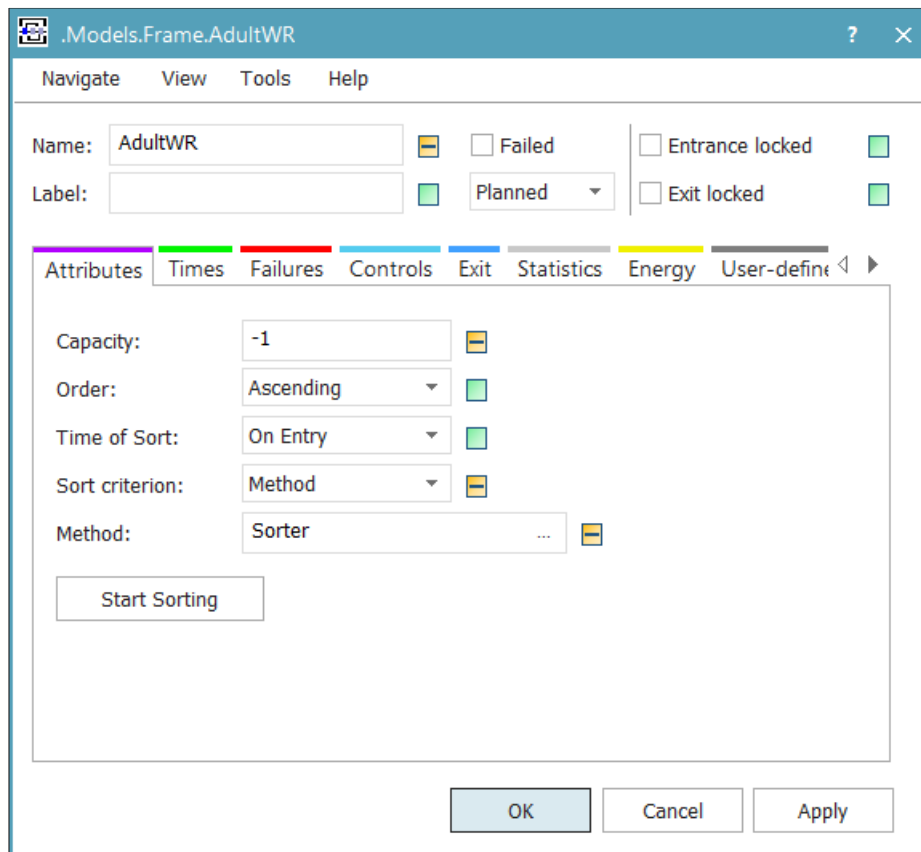 .Models.Frame.AdultWR ? ×
Navigate View Tools Help
Name: AdultWR Failed Entrance locked
Label: Planned Exit locked
Attributes Times Failures Controls Exit Statistics Energy User-define
Capacity: -1
Order: Ascending
Time of Sort: On Entry
Sort criterion: Method
Method: Sorter ...
Start Sorting
OK Cancel Apply